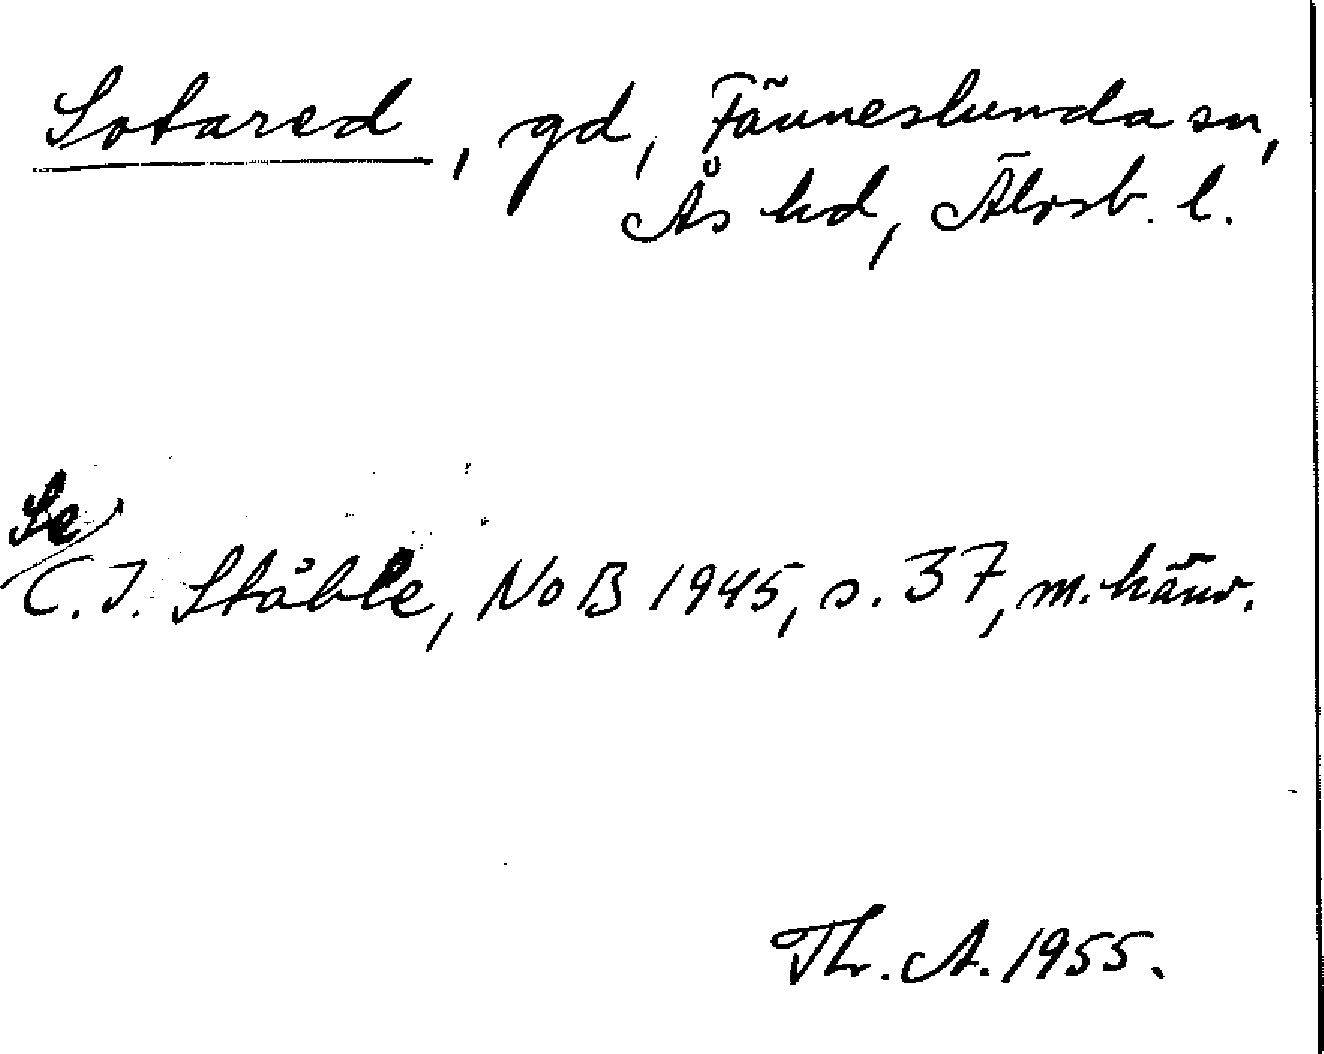 Sotared, gd, Fänneslunda sn,
Ås hd, Älvsb. l.
Se
C. I. Ståhle, NoB 1945, s. 37, m. hänv.
Th. A. 1955.